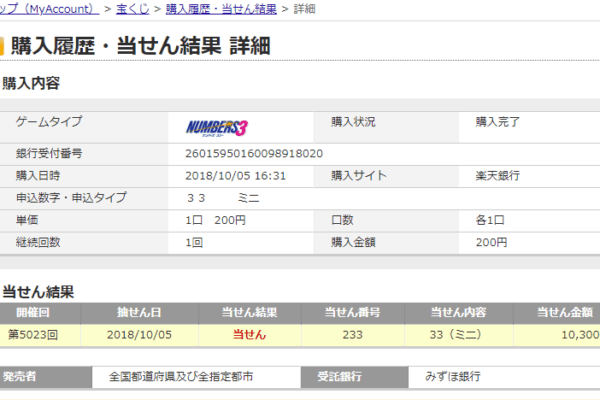 ップ（MyAccount） > 宝くじ > 購入履歴・当せん結果 > 詳細
購入履歴・当せん結果 詳細
購入内容
ゲームタイプ NUMBERS3 購入状況 購入完了
銀行受付番号 26015950160098918020
購入日時 2018/10/05 16:31 購入サイト 楽天銀行
申込数字・申込タイプ ３３ ミニ
単価 1口 200円 口数 各1口
継続回数 1回 購入金額 200円
当せん結果
開催回 抽せん日 当せん結果 当せん番号 当せん内容 当せん金額
第5023回 2018/10/05 当せん 233 33（ミニ） 10,300
発売者 全国都道府県及び全指定都市 受託銀行 みずほ銀行